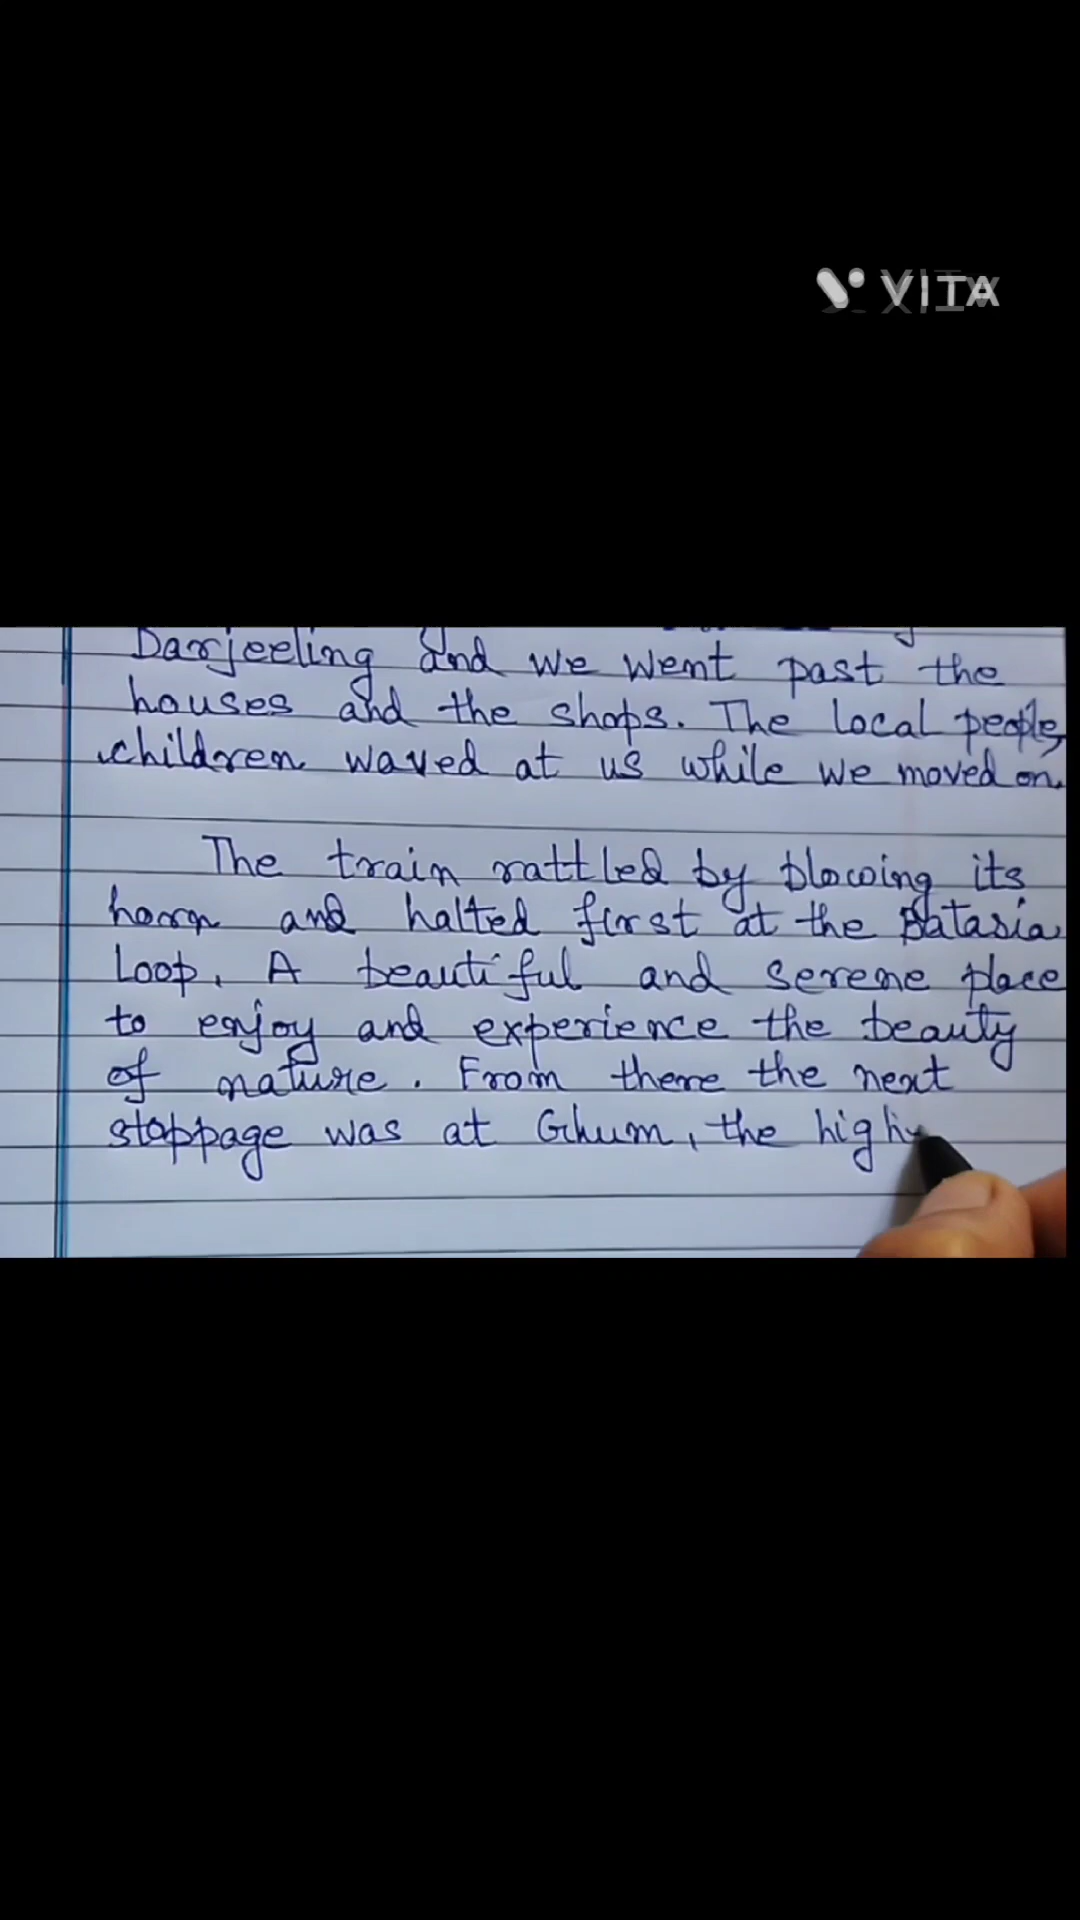 VITA
Darjeeling and we went past the
houses and the shops. The local people,
children waved at us while we moved on.
The train rattled by blowing its
horn and halted first at the Batasia
Loop. A beautiful and serene place
to enjoy and experience the beauty
of nature. From there the next
stoppage was at Ghum, the high